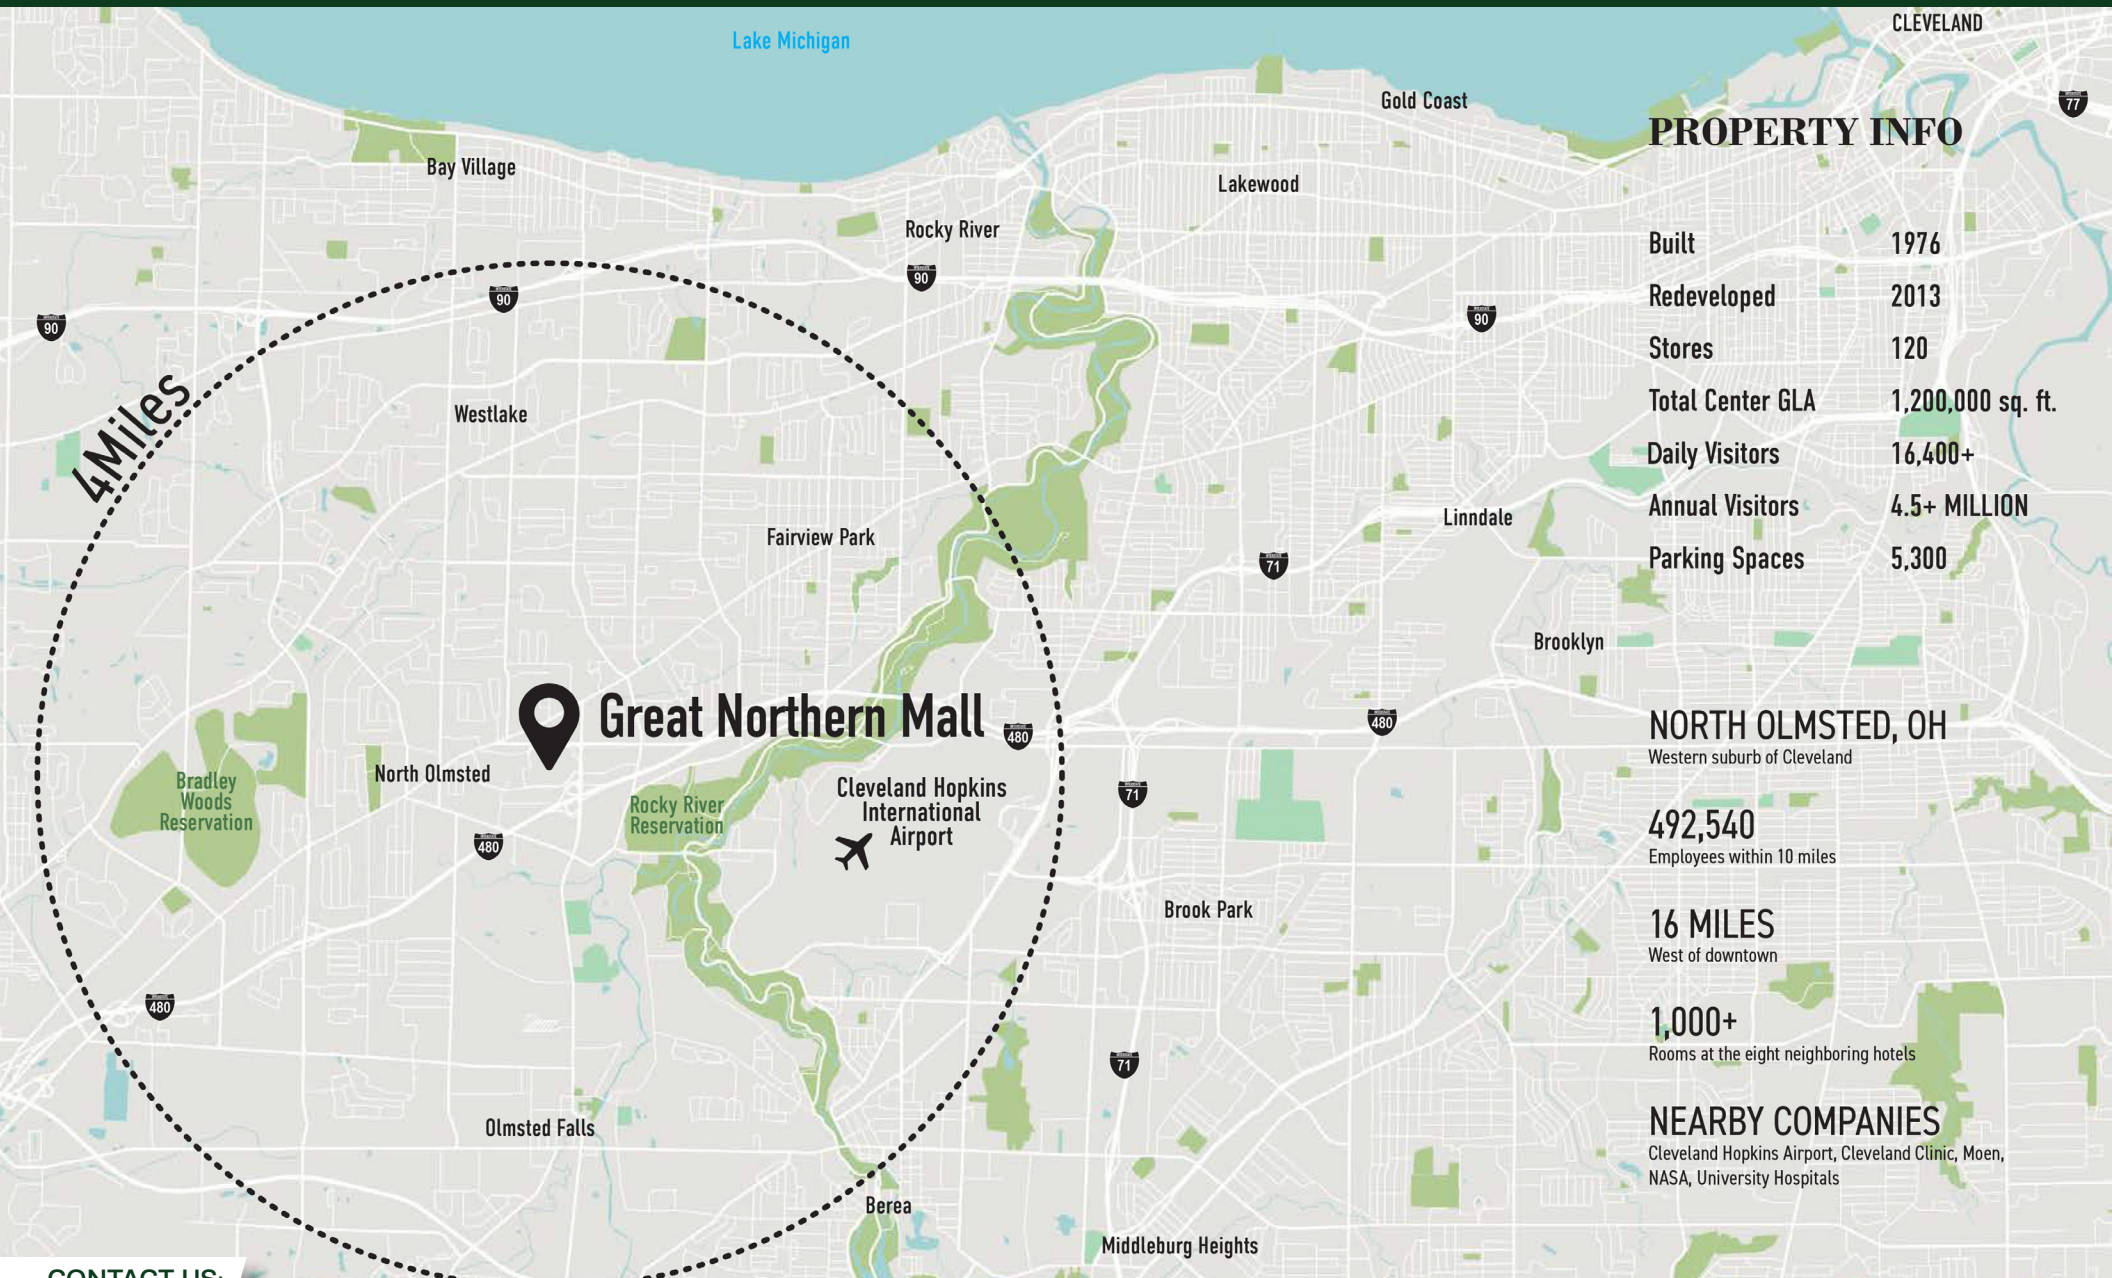 CLEVELAND
Lake Michigan
77
Gold Coast
PROPERTY INFO
Bay Village
Lakewood
Rocky River
Built 1976
90
90
Redeveloped 2013
90
90
Stores 120
4Miles
Westlake
Total Center GLA 1,200,000 sq. ft.
Daily Visitors 16,400+
Annual Visitors 4.5+ MILLION
Linndale
Fairview Park
Parking Spaces 5,300
71
Brooklyn
Great Northern Mall
480
480
NORTH OLMSTED, OH
Western suburb of Cleveland
North Olmsted
Bradley
Woods
Reservation
Cleveland Hopkins
International
Airport
71
Rocky River
Reservation
492,540
Employees within 10 miles
480
Brook Park
16 MILES
West of downtown
480
1,000+
Rooms at the eight neighboring hotels
71
NEARBY COMPANIES
Cleveland Hopkins Airport, Cleveland Clinic, Moen,
NASA, University Hospitals
Olmsted Falls
Berea
Middleburg Heights
CONTACT US: